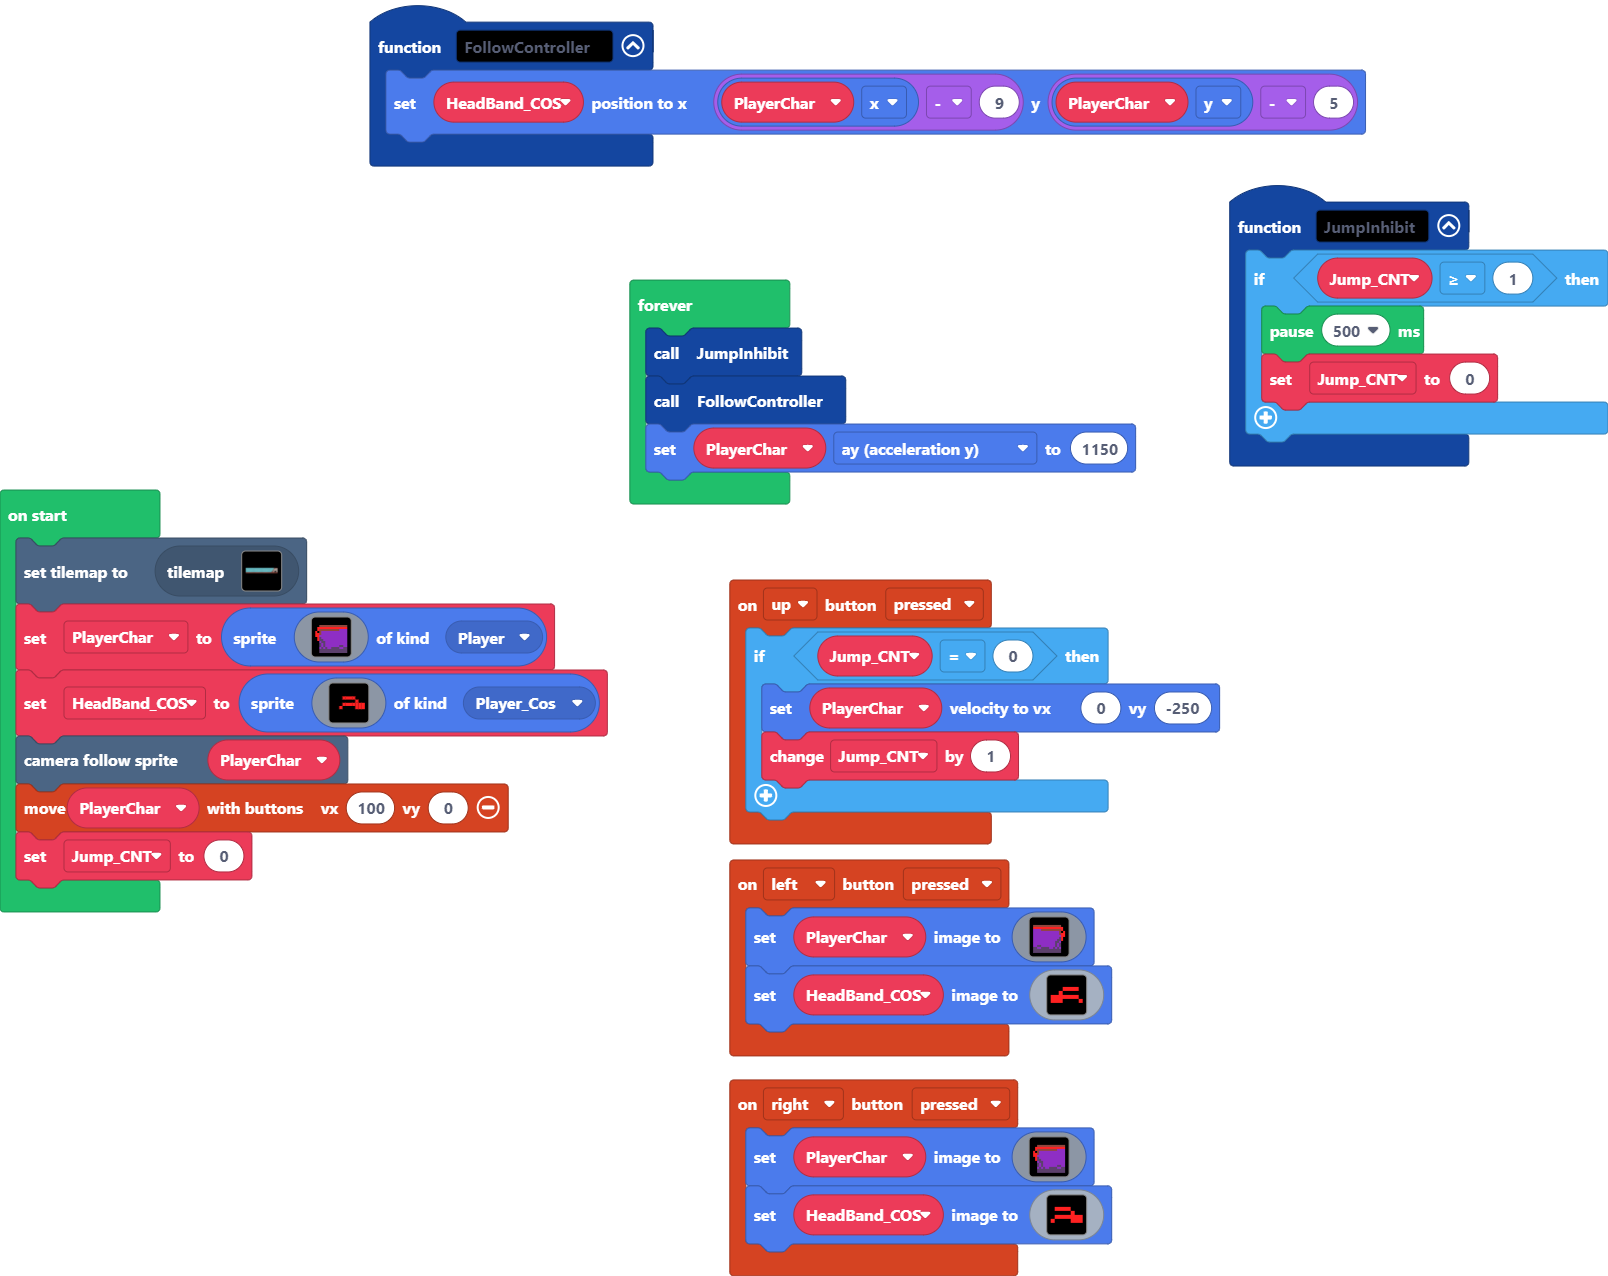 function FollowController
set HeadBand_COS position to x PlayerChar x - 9 y PlayerChar y - 5
function JumpInhibit
if Jump_CNT ≥ 1 then
pause 500 ms
set Jump_CNT to 0
forever
call JumpInhibit
call FollowController
set PlayerChar ay (acceleration y) to 1150
on start
set tilemap to tilemap
set PlayerChar to sprite of kind Player
set HeadBand_COS to sprite of kind Player_Cos
camera follow sprite PlayerChar
move PlayerChar with buttons vx 100 vy 0
set Jump_CNT to 0
on up button pressed
if Jump_CNT = 0 then
set PlayerChar velocity to vx 0 vy -250
change Jump_CNT by 1
on left button pressed
set PlayerChar image to
set HeadBand_COS image to
on right button pressed
set PlayerChar image to
set HeadBand_COS image to